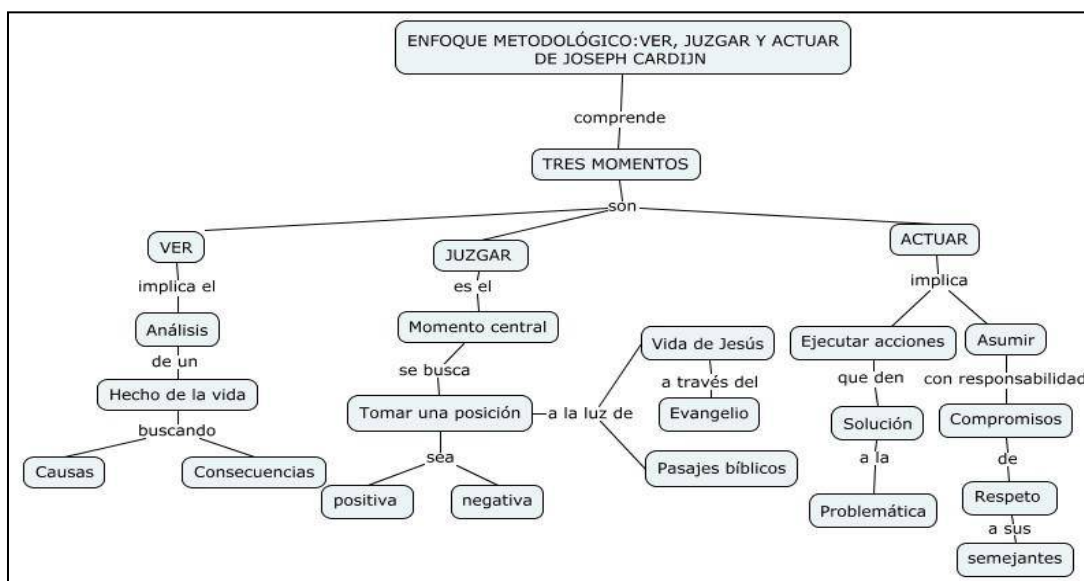 ENFOQUE METODOLÓGICO:VER, JUZGAR Y ACTUAR
DE JOSEPH CARDIJN
comprende
TRES MOMENTOS
son
VER
implica el
Análisis
de un
Hecho de la vida
buscando
Causas
Consecuencias
JUZGAR
es el
Momento central
se busca
Tomar una posición
sea
positiva
negativa
a la luz de
Vida de Jesús
a través del
Evangelio
Pasajes bíblicos
ACTUAR
implica
Ejecutar acciones
que den
Solución
a la
Problemática
Asumir
con responsabilidad
Compromisos
de
Respeto
a sus
semejantes